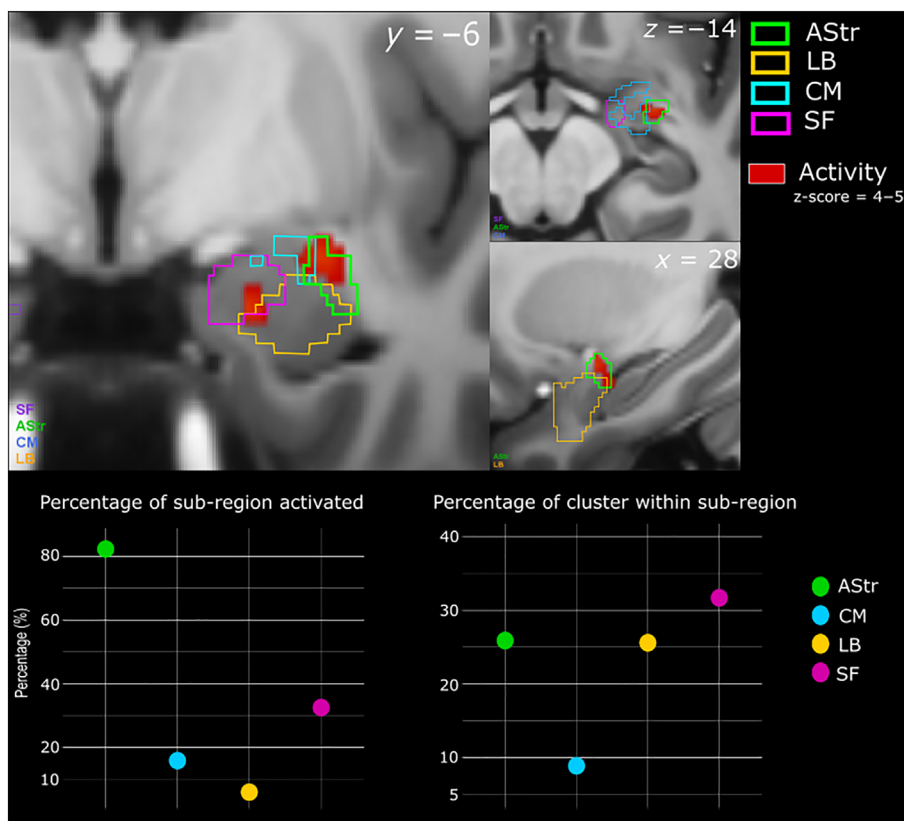 y = −6
z = −14
x = 28
AStr
LB
CM
SF
Activity
z-score = 4−5
SF
AStr
CM
LB
SF
AStr
CM
AStr
LB
Percentage of sub-region activated
Percentage (%)
80
60
40
20
10
Percentage of cluster within sub-region
40
30
20
10
5
AStr
CM
LB
SF